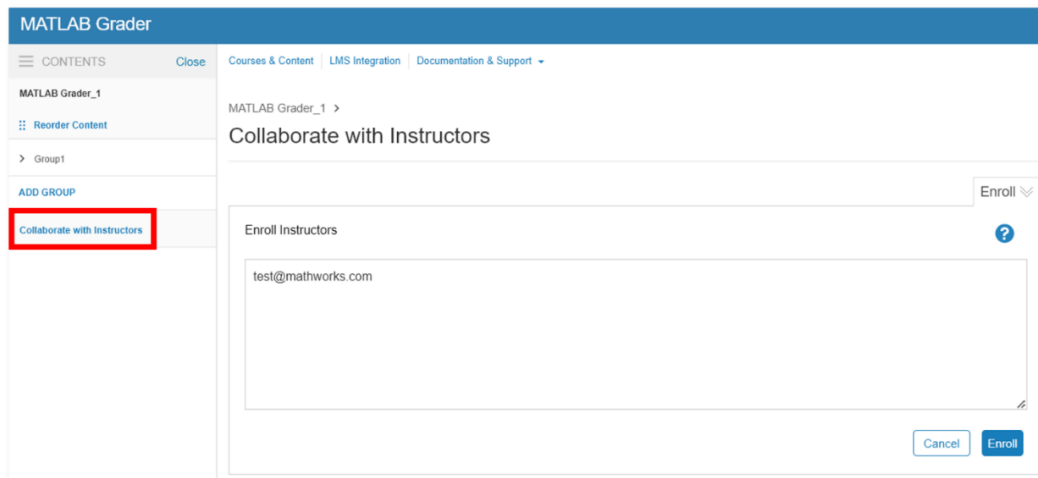 MATLAB Grader
CONTENTS Close
MATLAB Grader_1
Reorder Content
Group1
ADD GROUP
Collaborate with Instructors
Courses & Content LMS Integration Documentation & Support
MATLAB Grader_1 >
Collaborate with Instructors
Enroll
Enroll Instructors
?
test@mathworks.com
Cancel Enroll